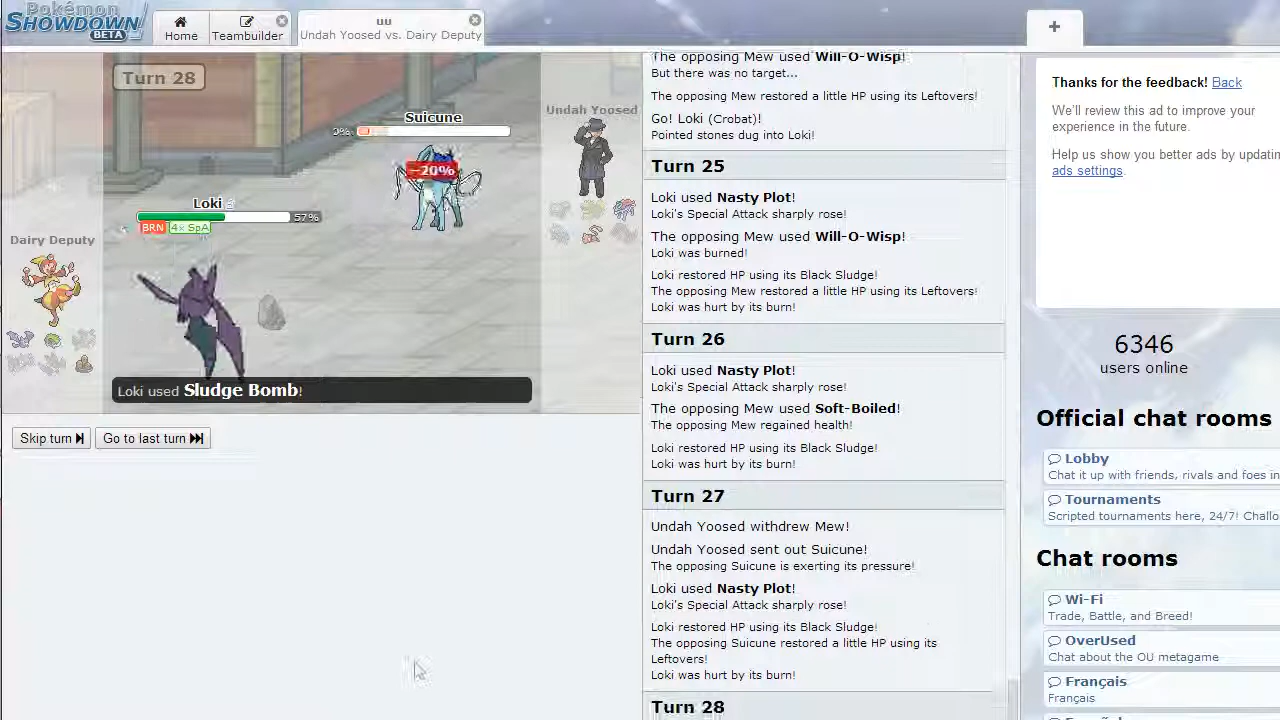 Pokémon
SHOWDOWN
BETA
Home
Teambuilder
uu
Undah Yoosed vs. Dairy Deputy
+
Turn 28
Suicune
0%
−20%
Undah Yoosed
Loki
57%
BRN
4× SpA
Dairy Deputy
Loki used Sludge Bomb!
Skip turn
Go to last turn
The opposing Mew used Will-O-Wisp!
But there was no target...
The opposing Mew restored a little HP using its Leftovers!
Go! Loki (Crobat)!
Pointed stones dug into Loki!
Turn 25
Loki used Nasty Plot!
Loki's Special Attack sharply rose!
The opposing Mew used Will-O-Wisp!
Loki was burned!
Loki restored HP using its Black Sludge!
The opposing Mew restored a little HP using its Leftovers!
Loki was hurt by its burn!
Turn 26
Loki used Nasty Plot!
Loki's Special Attack sharply rose!
The opposing Mew used Soft-Boiled!
The opposing Mew regained health!
Loki restored HP using its Black Sludge!
Loki was hurt by its burn!
Turn 27
Undah Yoosed withdrew Mew!
Undah Yoosed sent out Suicune!
The opposing Suicune is exerting its pressure!
Loki used Nasty Plot!
Loki's Special Attack sharply rose!
Loki restored HP using its Black Sludge!
The opposing Suicune restored a little HP using its
Leftovers!
Loki was hurt by its burn!
Turn 28
Thanks for the feedback! Back
We'll review this ad to improve your
experience in the future.
Help us show you better ads by updatin
ads settings.
6346
users online
Official chat rooms
Lobby
Chat it up with friends, rivals and foes in
Tournaments
Scripted tournaments here, 24/7! Challo
Chat rooms
Wi-Fi
Trade, Battle, and Breed!
OverUsed
Chat about the OU metagame
Français
Français